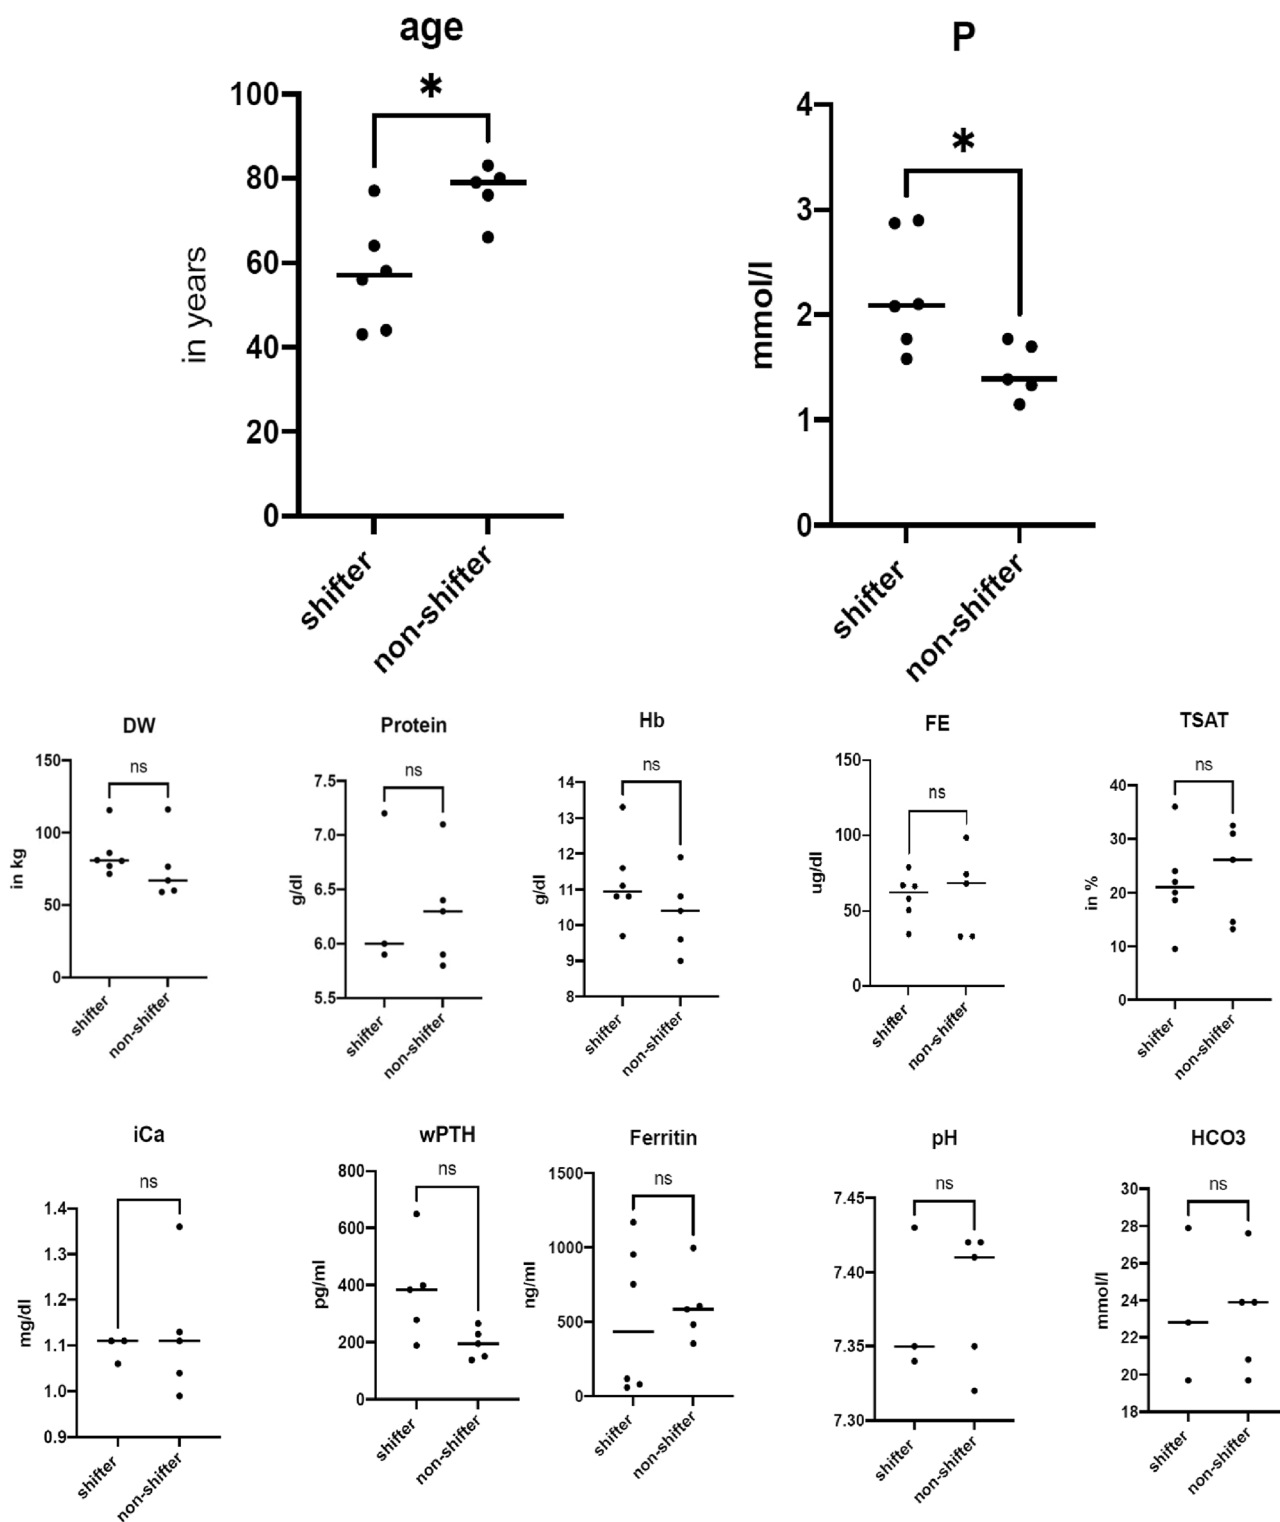 age
*
100
80
60
40
20
0
in years
shifter
non-shifter
P
*
4
3
2
1
0
mmol/l
shifter
non-shifter
DW
ns
150
100
50
0
in kg
shifter
non-shifter
Protein
ns
7.5
7.0
6.5
6.0
5.5
g/dl
shifter
non-shifter
Hb
ns
14
13
12
11
10
9
8
g/dl
shifter
non-shifter
FE
ns
150
100
50
0
ug/dl
shifter
non-shifter
TSAT
ns
40
30
20
10
0
in %
shifter
non-shifter
iCa
ns
1.4
1.3
1.2
1.1
1.0
0.9
mg/dl
shifter
non-shifter
wPTH
ns
800
600
400
200
0
pg/ml
shifter
non-shifter
Ferritin
ns
1500
1000
500
0
ng/ml
shifter
non-shifter
pH
ns
7.45
7.40
7.35
7.30
shifter
non-shifter
HCO3
ns
30
28
26
24
22
20
18
mmol/l
shifter
non-shifter